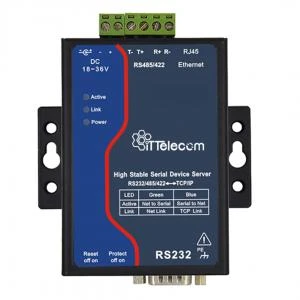 - + T- T+ R+ R- RJ45
DC
18-36V
RS485/422
Ethernet
Active
Link
Power
iTTelecom
High Stable Serial Device Server
RS232/485/422←→TCP/IP
LED Green Blue
Active Net to Serial Serial to Net
Link Net Link TCP Link
Reset Protect
off on off on
RS232
PE